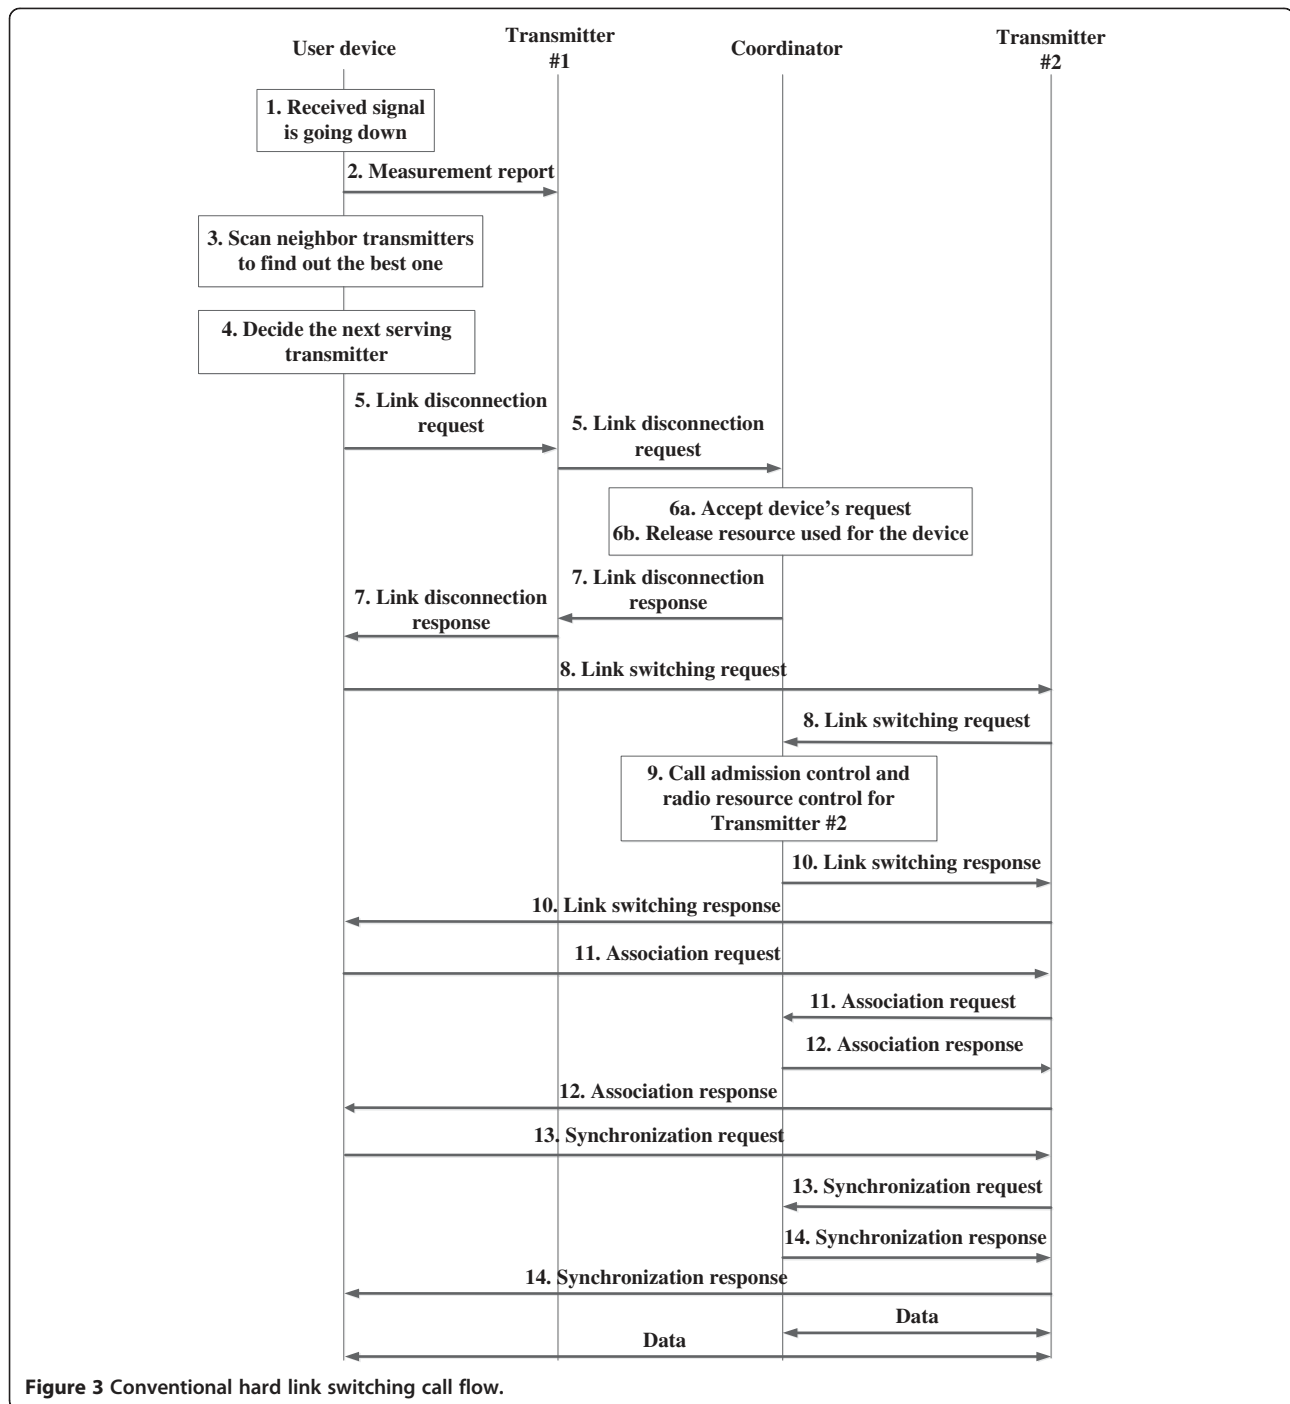 User device
Transmitter
#1
Coordinator
Transmitter
#2
1. Received signal
is going down
2. Measurement report
3. Scan neighbor transmitters
to find out the best one
4. Decide the next serving
transmitter
5. Link disconnection
request
5. Link disconnection
request
6a. Accept device’s request
6b. Release resource used for the device
7. Link disconnection
response
7. Link disconnection
response
8. Link switching request
8. Link switching request
9. Call admission control and
radio resource control for
Transmitter #2
10. Link switching response
10. Link switching response
11. Association request
11. Association request
12. Association response
12. Association response
13. Synchronization request
13. Synchronization request
14. Synchronization response
14. Synchronization response
Data
Data
Figure 3 Conventional hard link switching call flow.